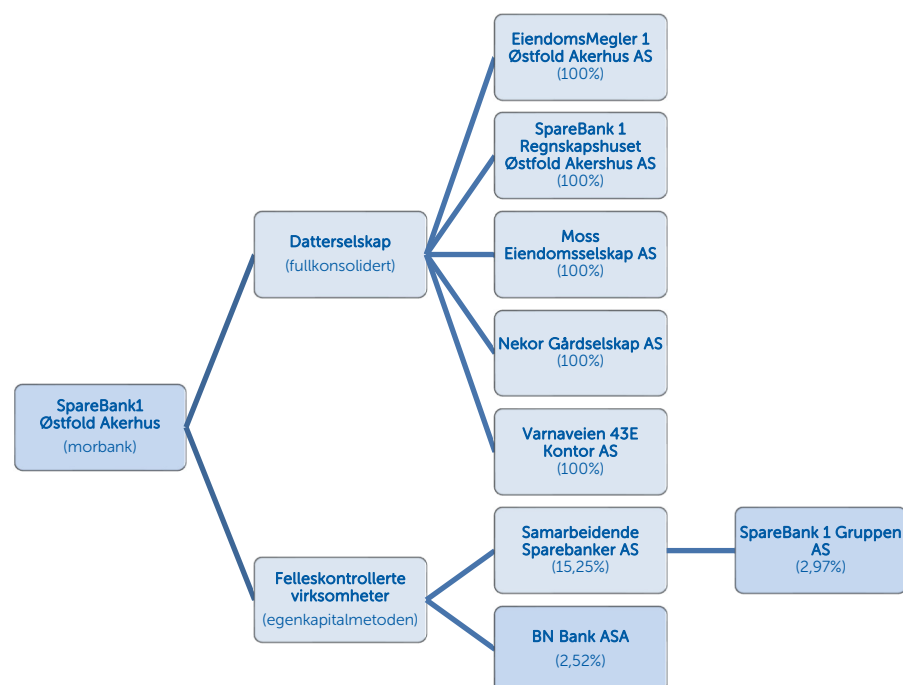 SpareBank1
Østfold Akerhus
(morbank)
Datterselskap
(fullkonsolidert)
EiendomsMegler 1
Østfold Akerhus AS
(100%)
SpareBank 1
Regnskapshuset
Østfold Akershus AS
(100%)
Moss
Eiendomsselskap AS
(100%)
Nekor Gårdselskap AS
(100%)
Varnaveien 43E
Kontor AS
(100%)
Felleskontrollerte
virksomheter
(egenkapitalmetoden)
Samarbeidende
Sparebanker AS
(15,25%)
SpareBank 1 Gruppen
AS
(2,97%)
BN Bank ASA
(2,52%)